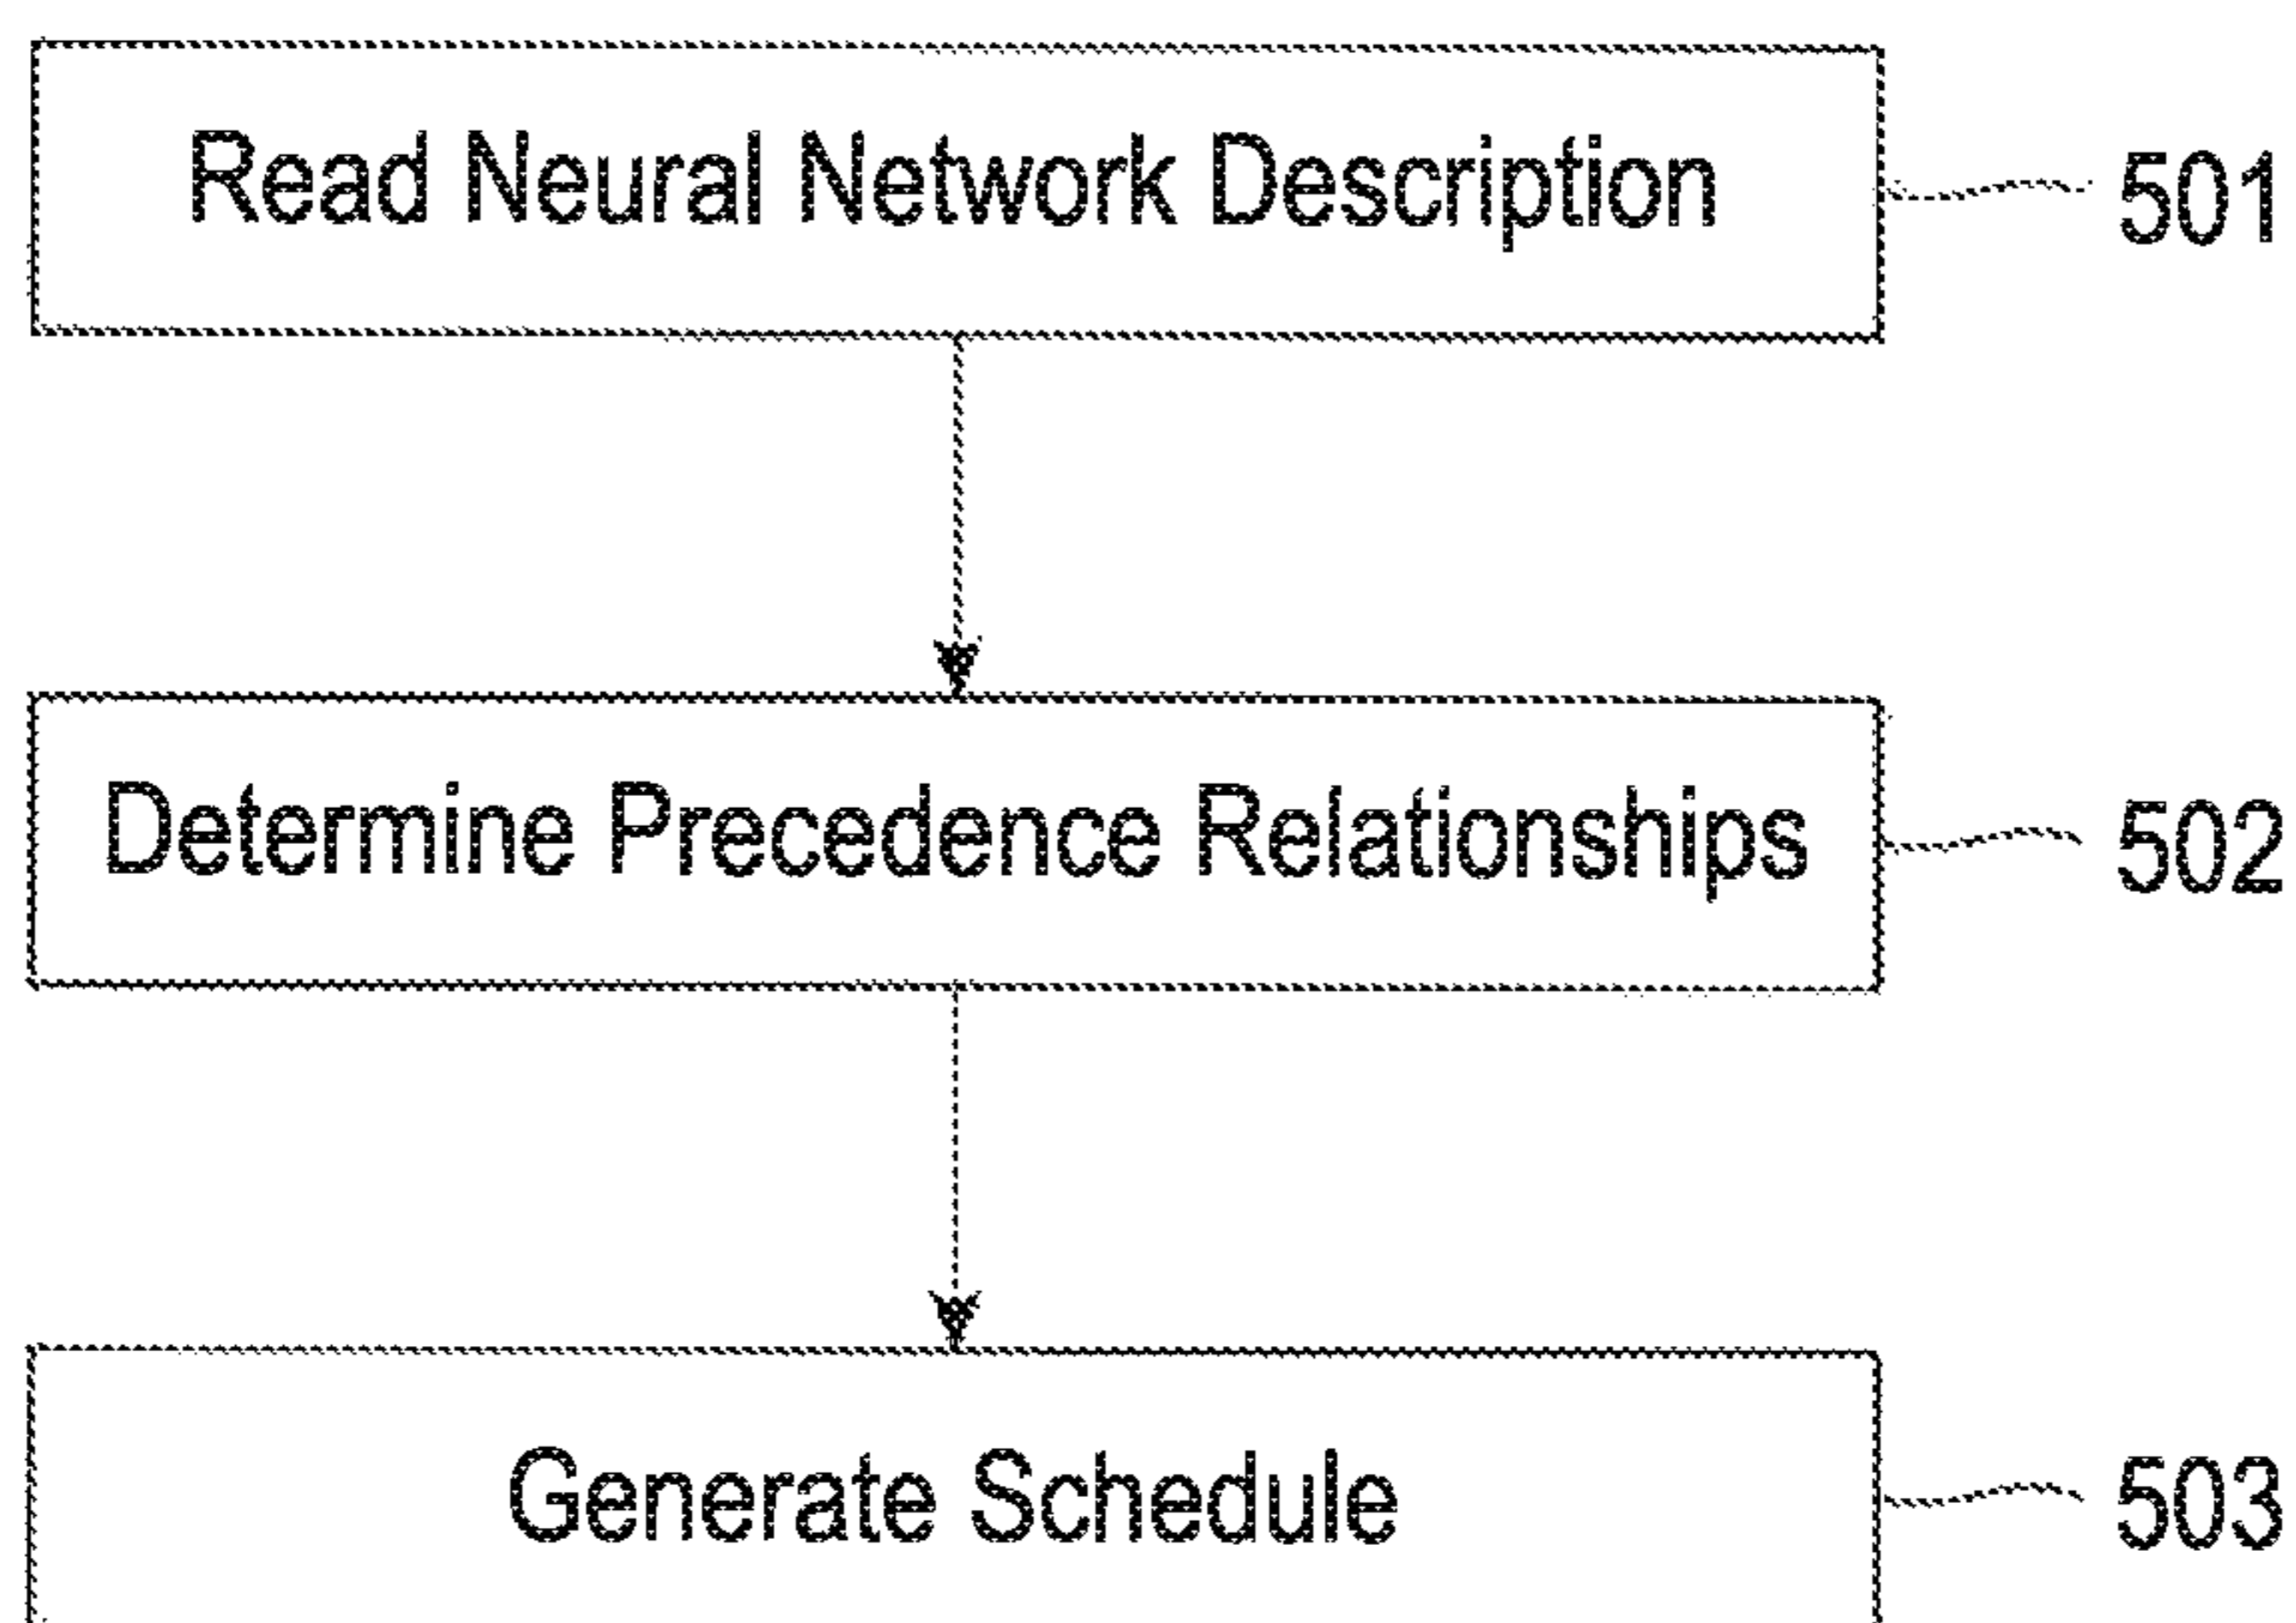 Read Neural Network Description 501
Determine Precedence Relationships 502
Generate Schedule 503